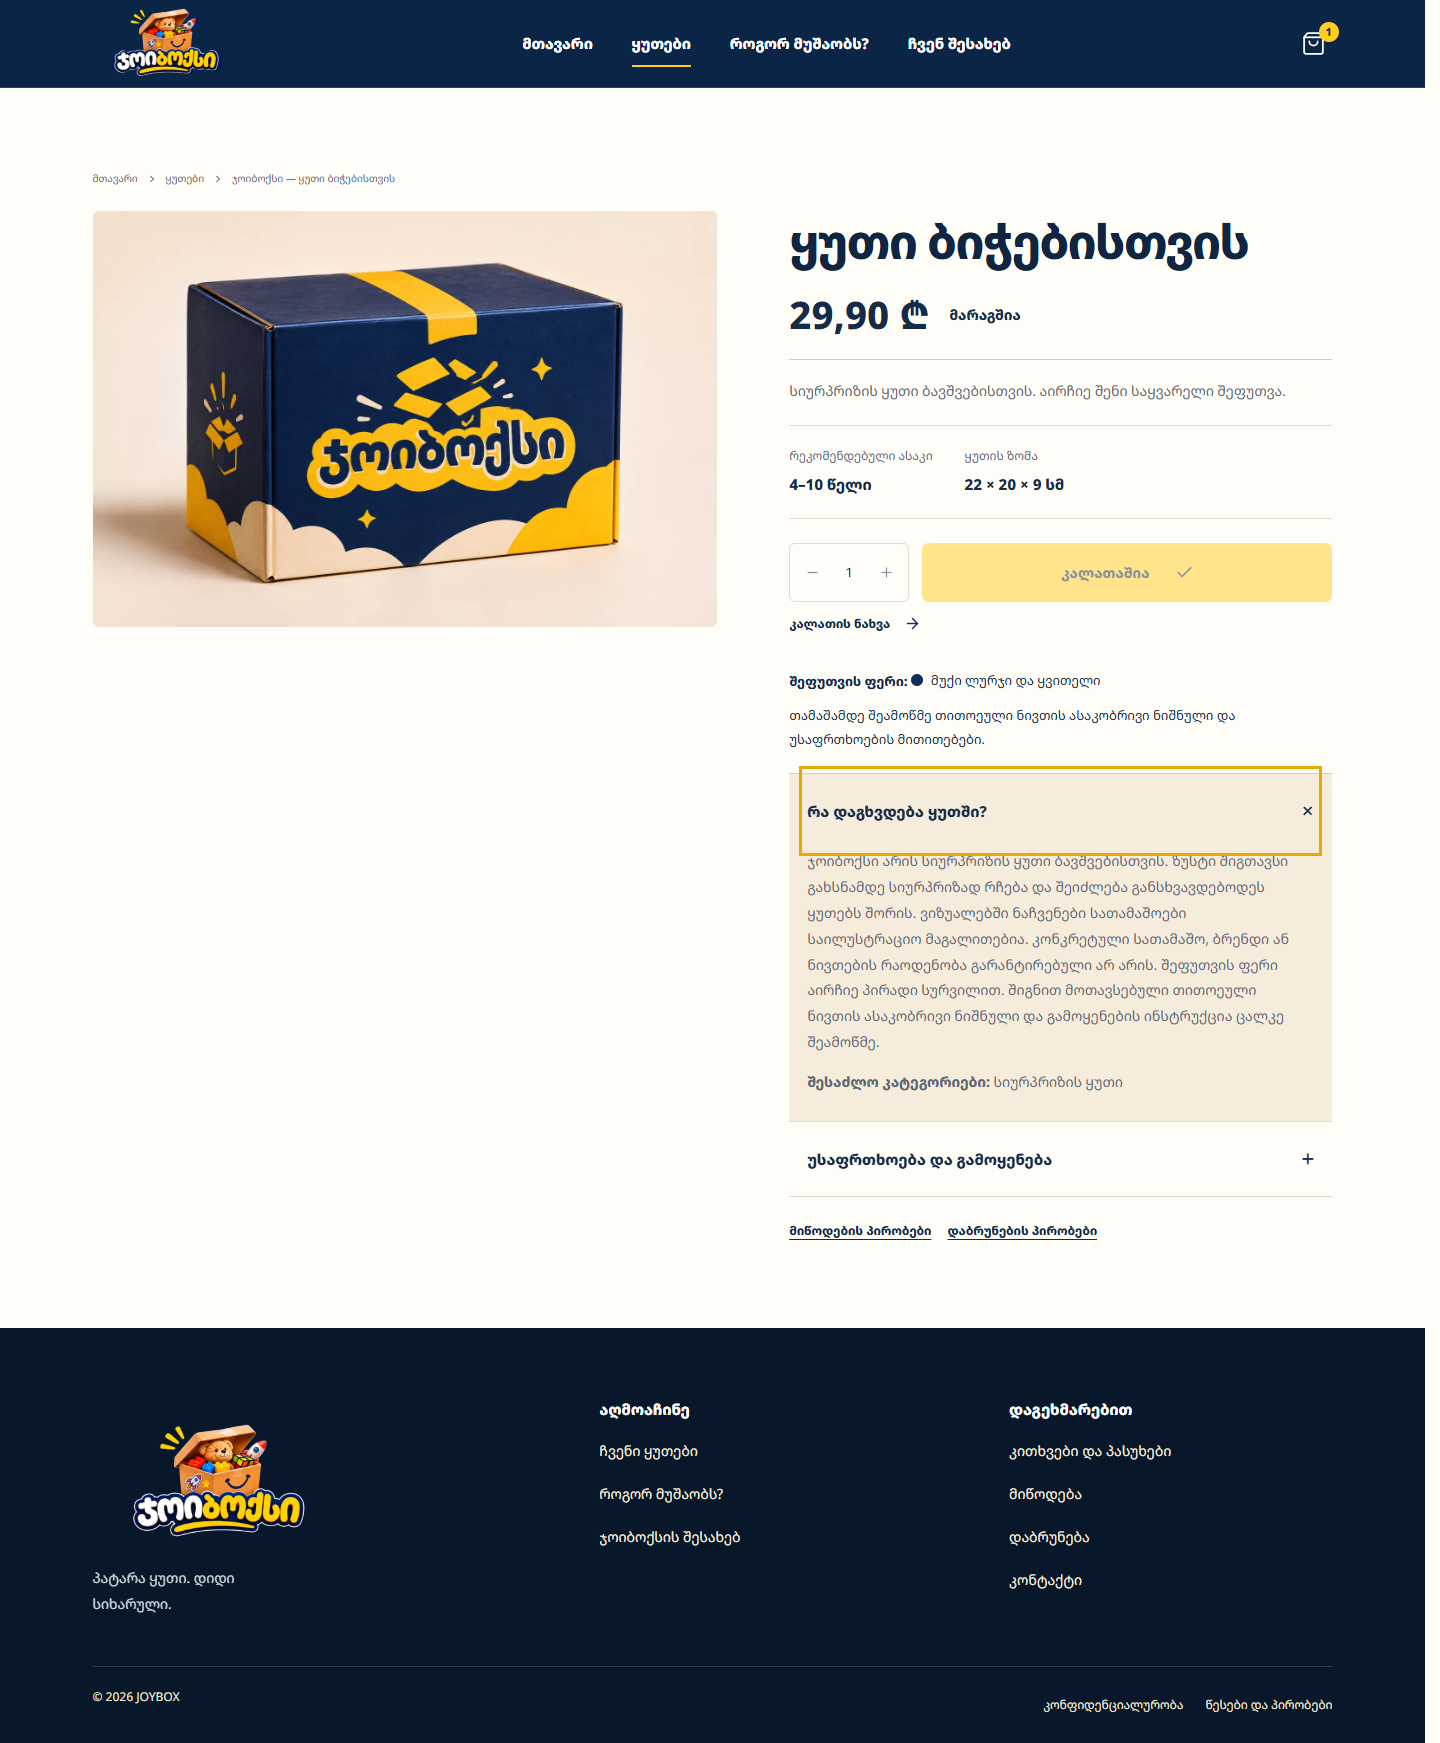 ჯოიბოქსი
მთავარი
ყუთები
როგორ მუშაობს?
ჩვენ შესახებ
1
მთავარი > ყუთები > ჯოიბოქსი — ყუთი ბიჭებისთვის
ჯოიბოქსი
ყუთი ბიჭებისთვის
29,90 ₾ მარაგშია
სიურპრიზის ყუთი ბავშვებისთვის. აირჩიე შენი საყვარელი შეფუთვა.
რეკომენდებული ასაკი
4–10 წელი
ყუთის ზომა
22 × 20 × 9 სმ
− 1 +
კალათაშია
კალათის ნახვა
შეფუთვის ფერი: მუქი ლურჯი და ყვითელი
თამაშამდე შეამოწმე თითოეული ნივთის ასაკობრივი ნიშნული და
უსაფრთხოების მითითებები.
რა დაგხვდება ყუთში?
ჯოიბოქსი არის სიურპრიზის ყუთი ბავშვებისთვის. ზუსტი შიგთავსი
გახსნამდე სიურპრიზად რჩება და შეიძლება განსხვავდებოდეს
ყუთებს შორის. ვიზუალებში ნაჩვენები სათამაშოები
საილუსტრაციო მაგალითებია. კონკრეტული სათამაშო, ბრენდი ან
ნივთების რაოდენობა გარანტირებული არ არის. შეფუთვის ფერი
აირჩიე პირადი სურვილით. შიგნით მოთავსებული თითოეული
ნივთის ასაკობრივი ნიშნული და გამოყენების ინსტრუქცია ცალკე
შეამოწმე.
შესაძლო კატეგორიები: სიურპრიზის ყუთი
უსაფრთხოება და გამოყენება
მიწოდების პირობები
დაბრუნების პირობები
ჯოიბოქსი
პატარა ყუთი. დიდი
სიხარული.
აღმოაჩინე
ჩვენი ყუთები
როგორ მუშაობს?
ჯოიბოქსის შესახებ
დაგეხმარებით
კითხვები და პასუხები
მიწოდება
დაბრუნება
კონტაქტი
© 2026 JOYBOX
კონფიდენციალურობა
წესები და პირობები